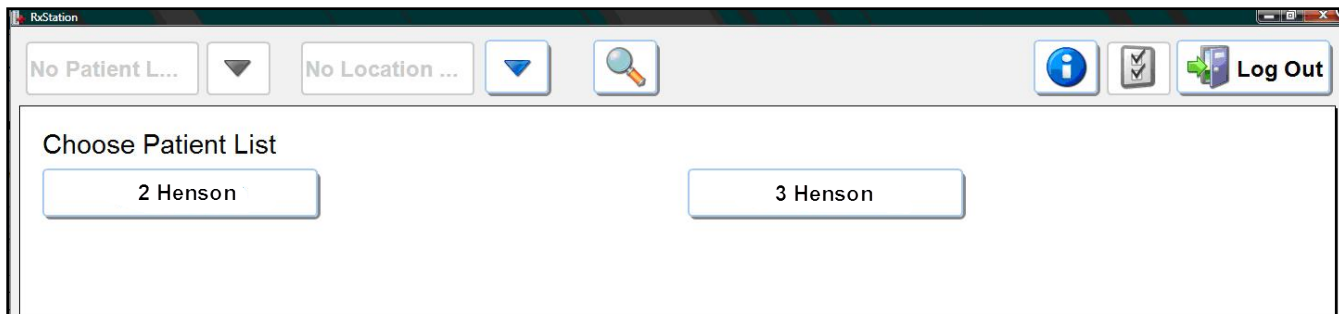 RxStation
No Patient L... No Location ... Log Out
Choose Patient List
2 Henson 3 Henson